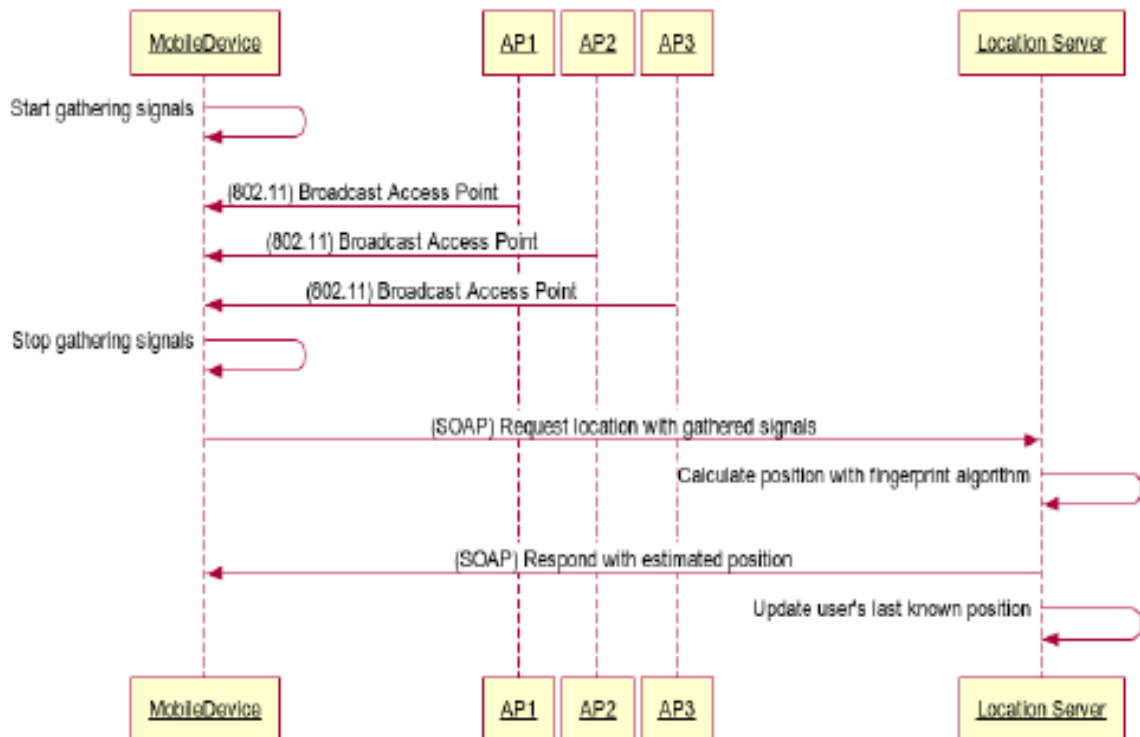 MobileDevice
AP1
AP2
AP3
Location Server
Start gathering signals
(802.11) Broadcast Access Point
(802.11) Broadcast Access Point
(802.11) Broadcast Access Point
Stop gathering signals
(SOAP) Request location with gathered signals
Calculate position with fingerprint algorithm
(SOAP) Respond with estimated position
Update user's last known position
MobileDevice
AP1
AP2
AP3
Location Server